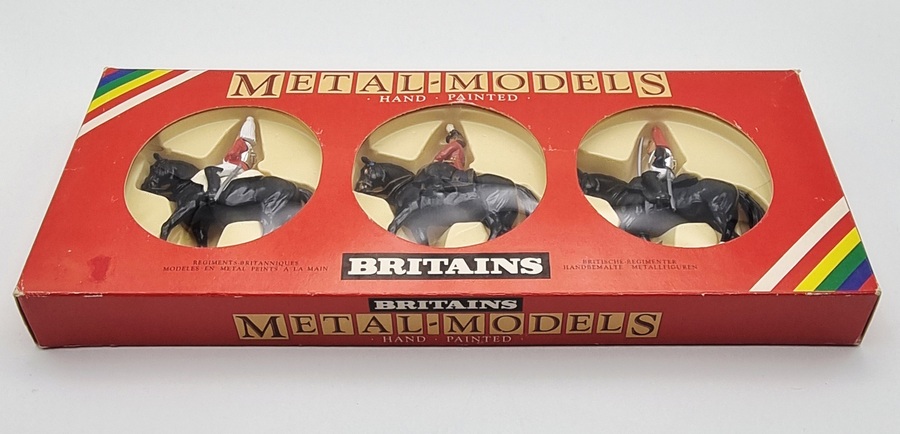 METAL-MODELS
· HAND · PAINTED ·
REGIMENTS·BRITANNIQUES
MODELES·EN METAL PEINTS A·LA MAIN
BRITAINS
BRITISCHE·REGIMENTER
HANDBEMALTE·METALLFIGUREN
BRITAINS
METAL-MODELS
· HAND · PAINTED ·